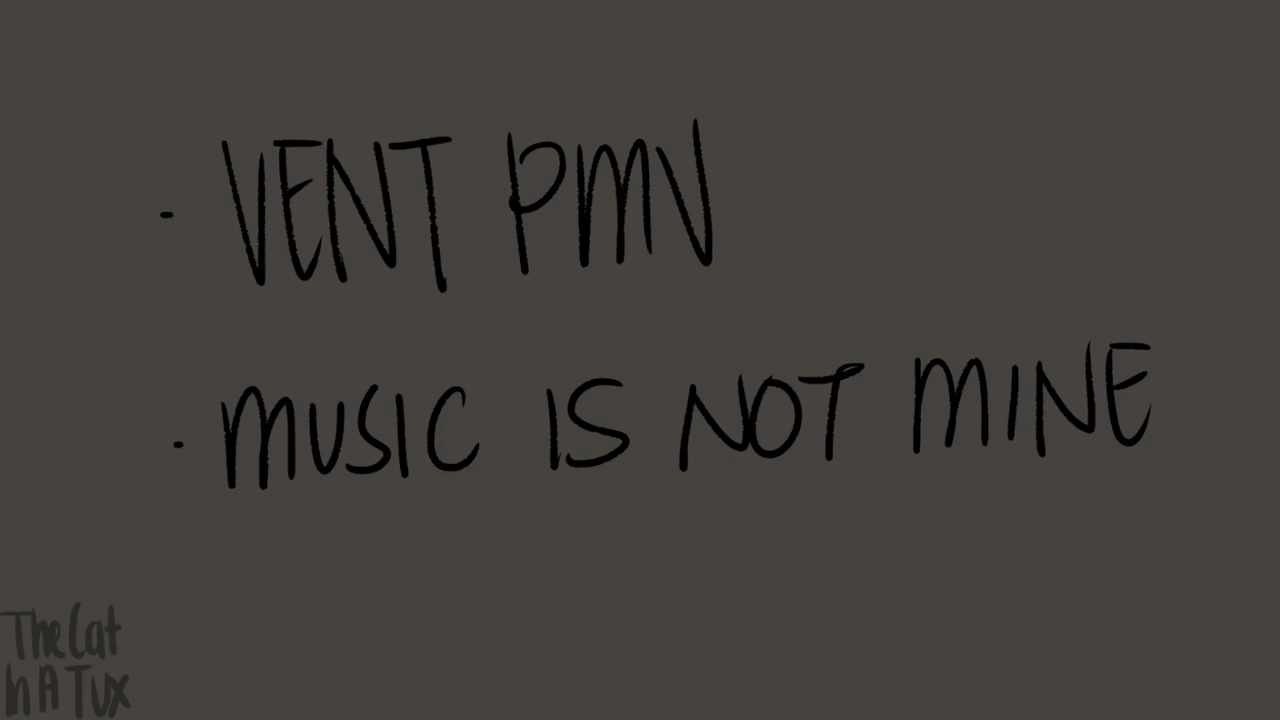 - VENT PMV
- MUSIC IS NOT MINE
The Cat
In A Tux